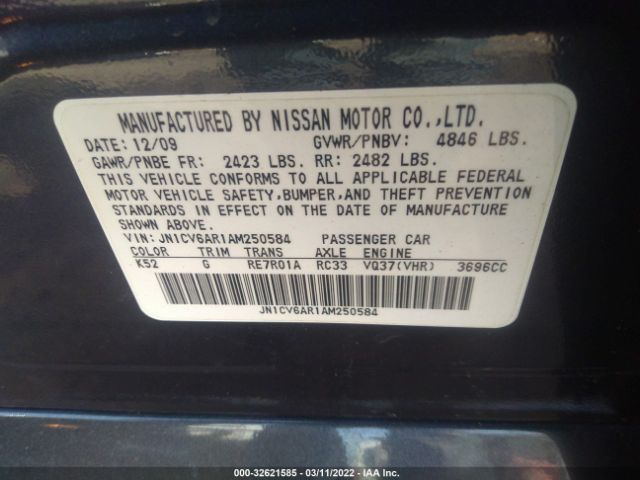 MANUFACTURED BY NISSAN MOTOR CO.,LTD.
DATE: 12/09 GVWR/PNBV: 4846 LBS.
GAWR/PNBE FR: 2423 LBS. RR: 2482 LBS.
THIS VEHICLE CONFORMS TO ALL APPLICABLE FEDERAL
MOTOR VEHICLE SAFETY,BUMPER,AND THEFT PREVENTION
STANDARDS IN EFFECT ON THE DATE OF MANUFACTURE
SHOWN ABOVE.
VIN: JN1CV6AR1AM250584 PASSENGER CAR
COLOR TRIM TRANS AXLE ENGINE
K52 G RE7R01A RC33 VQ37(VHR) 3696CC
JN1CV6AR1AM250584
000-32621585 - 03/11/2022 - IAA Inc.